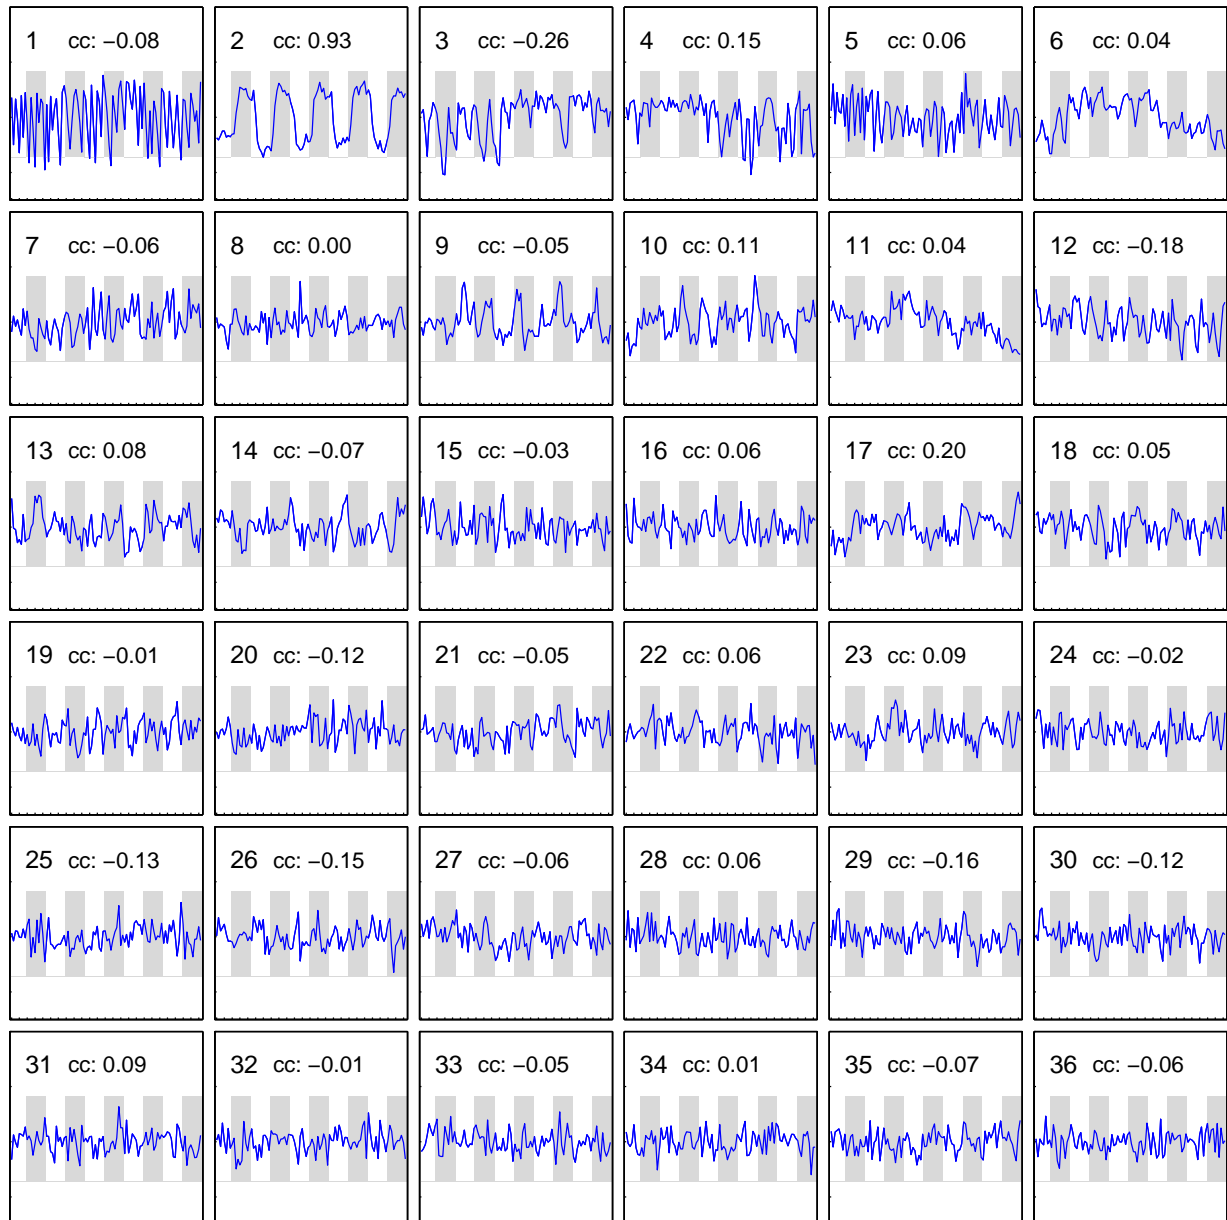 1 cc: −0.08 2 cc: 0.93 3 cc: −0.26 4 cc: 0.15 5 cc: 0.06 6 cc: 0.04
7 cc: −0.06 8 cc: 0.00 9 cc: −0.05 10 cc: 0.11 11 cc: 0.04 12 cc: −0.18
13 cc: 0.08 14 cc: −0.07 15 cc: −0.03 16 cc: 0.06 17 cc: 0.20 18 cc: 0.05
19 cc: −0.01 20 cc: −0.12 21 cc: −0.05 22 cc: 0.06 23 cc: 0.09 24 cc: −0.02
25 cc: −0.13 26 cc: −0.15 27 cc: −0.06 28 cc: 0.06 29 cc: −0.16 30 cc: −0.12
31 cc: 0.09 32 cc: −0.01 33 cc: −0.05 34 cc: 0.01 35 cc: −0.07 36 cc: −0.06